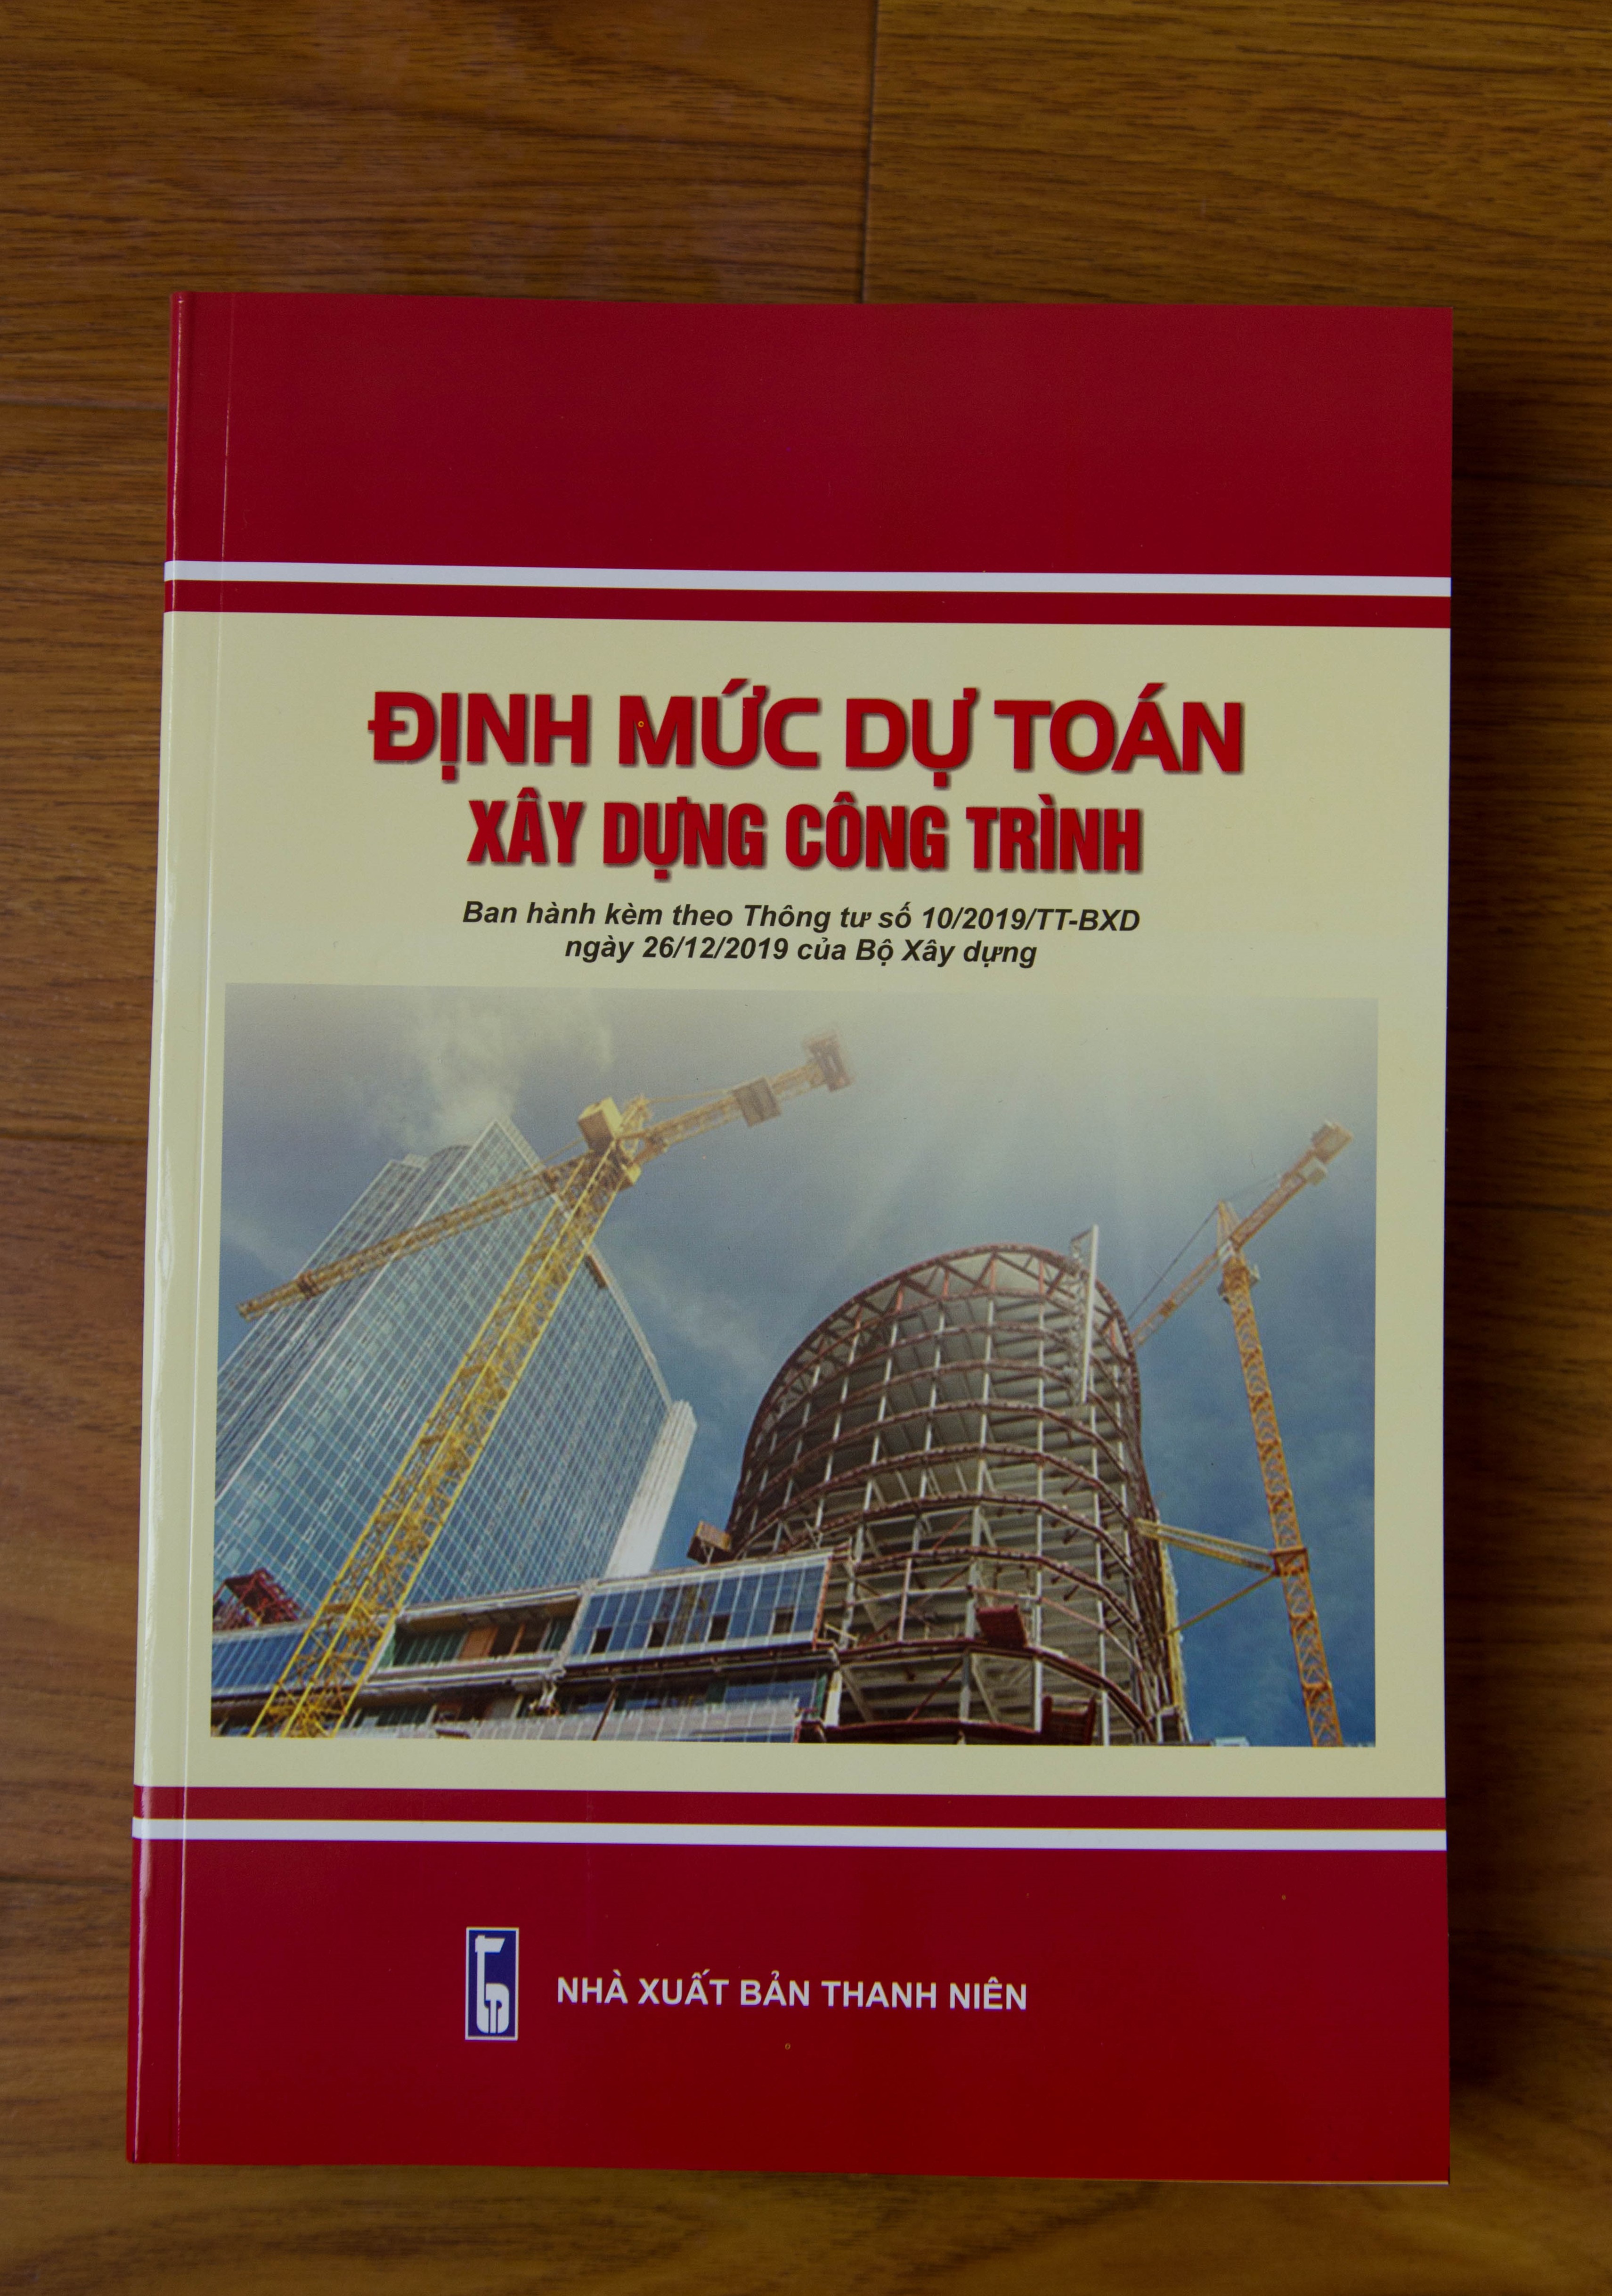 ĐỊNH MỨC DỰ TOÁN
XÂY DỰNG CÔNG TRÌNH
Ban hành kèm theo Thông tư số 10/2019/TT-BXD
ngày 26/12/2019 của Bộ Xây dựng
NHÀ XUẤT BẢN THANH NIÊN